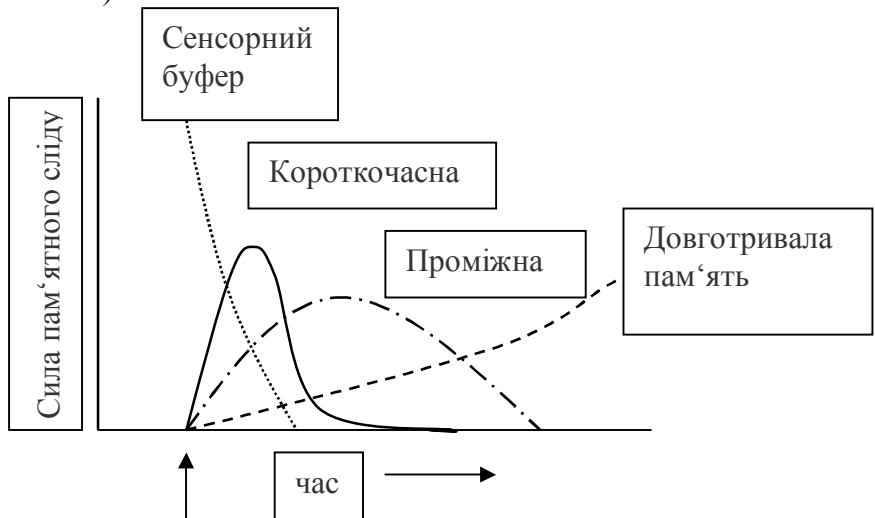 )
Сенсорний
буфер
Сила пам‘ятного сліду
Короткочасна
Проміжна
Довготривала
пам‘ять
час